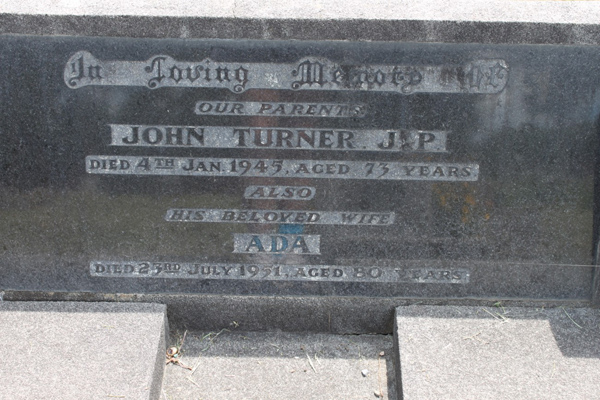 In Loving Memory of
OUR PARENTS
JOHN TURNER J.P.
DIED 4TH JAN. 1945, AGED 73 YEARS
ALSO
HIS BELOVED WIFE
ADA
DIED 23RD JULY 1951, AGED 80 YEARS